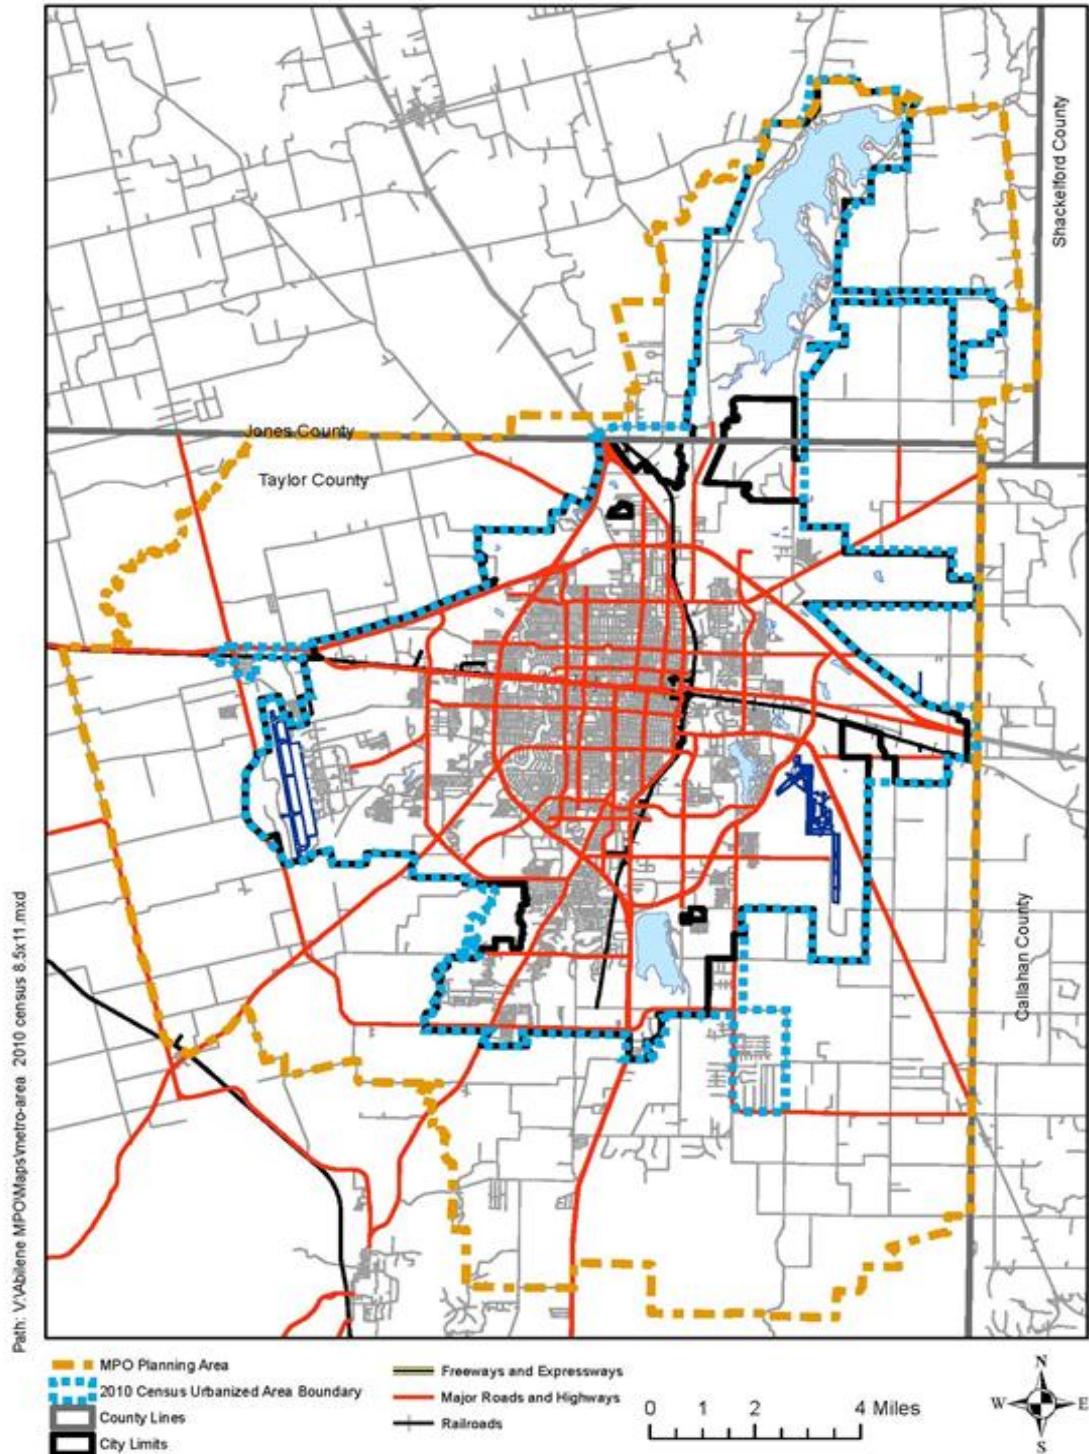 Shackelford County
Jones County
Taylor County
Callahan County
Path: V:\Abilene MPO\Maps\metro-area 2010 census 8.5x11.mxd
MPO Planning Area
2010 Census Urbanized Area Boundary
County Lines
City Limits
Freeways and Expressways
Major Roads and Highways
Railroads
0 1 2 4 Miles
N
W E
S